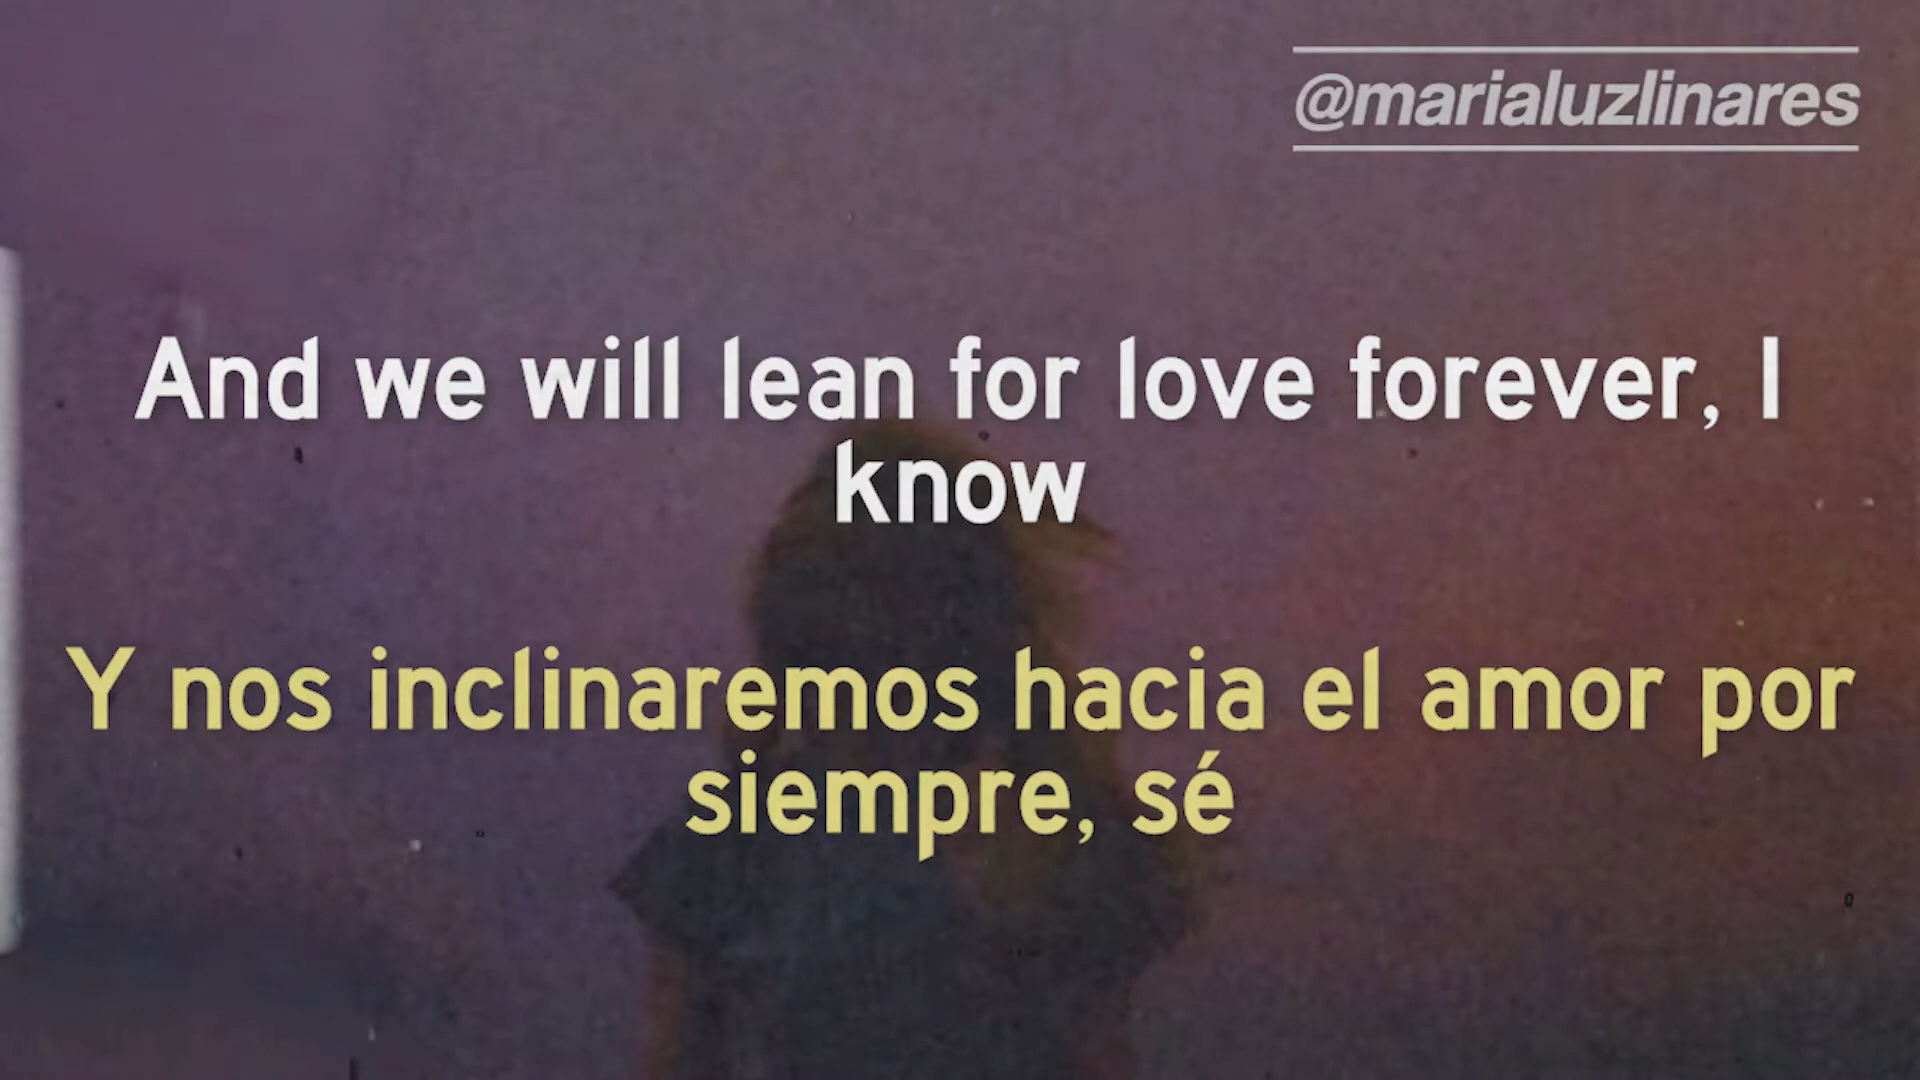 @marialuzlinares
And we will lean for love forever, I
know
Y nos inclinaremos hacia el amor por
siempre, sé